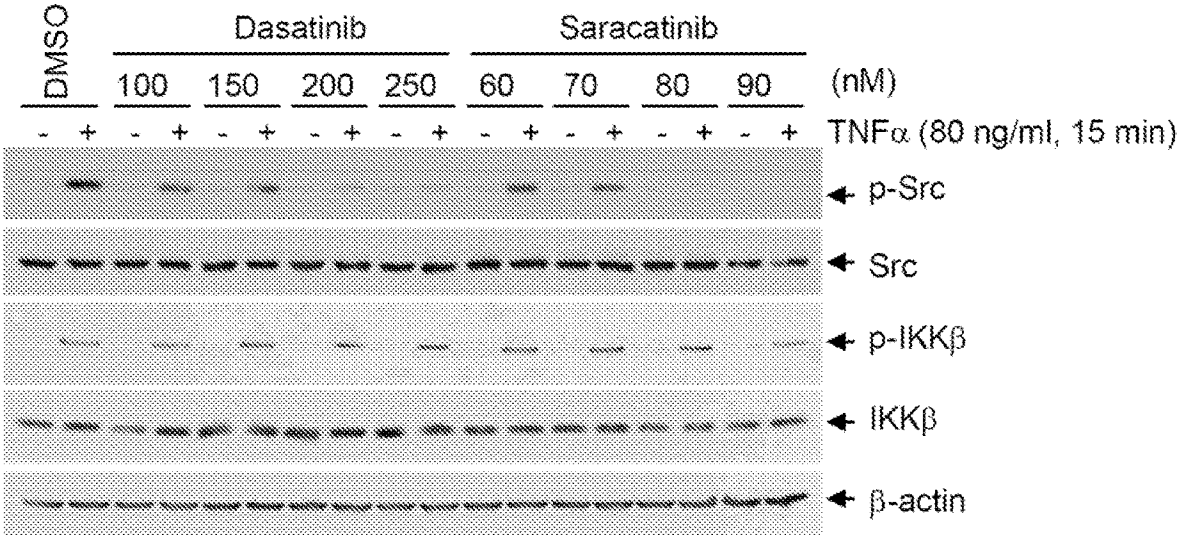 DMSO
Dasatinib Saracatinib
100 150 200 250 60 70 80 90 (nM)
- + - + - + - + - + - + - + - + - + TNFα (80 ng/ml, 15 min)
p-Src
Src
p-IKKβ
IKKβ
β-actin